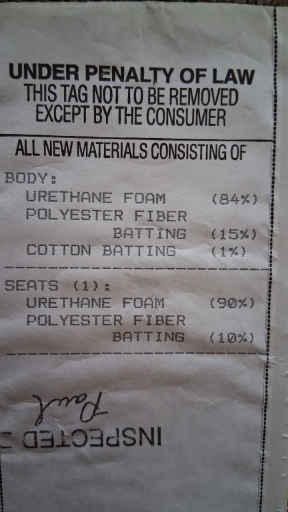 UNDER PENALTY OF LAW
THIS TAG NOT TO BE REMOVED
EXCEPT BY THE CONSUMER
ALL NEW MATERIALS CONSISTING OF
BODY:
URETHANE FOAM (84%)
POLYESTER FIBER
BATTING (15%)
COTTON BATTING (1%)
SEATS (1):
URETHANE FOAM (90%)
POLYESTER FIBER
BATTING (10%)
Paul
INSPECTED